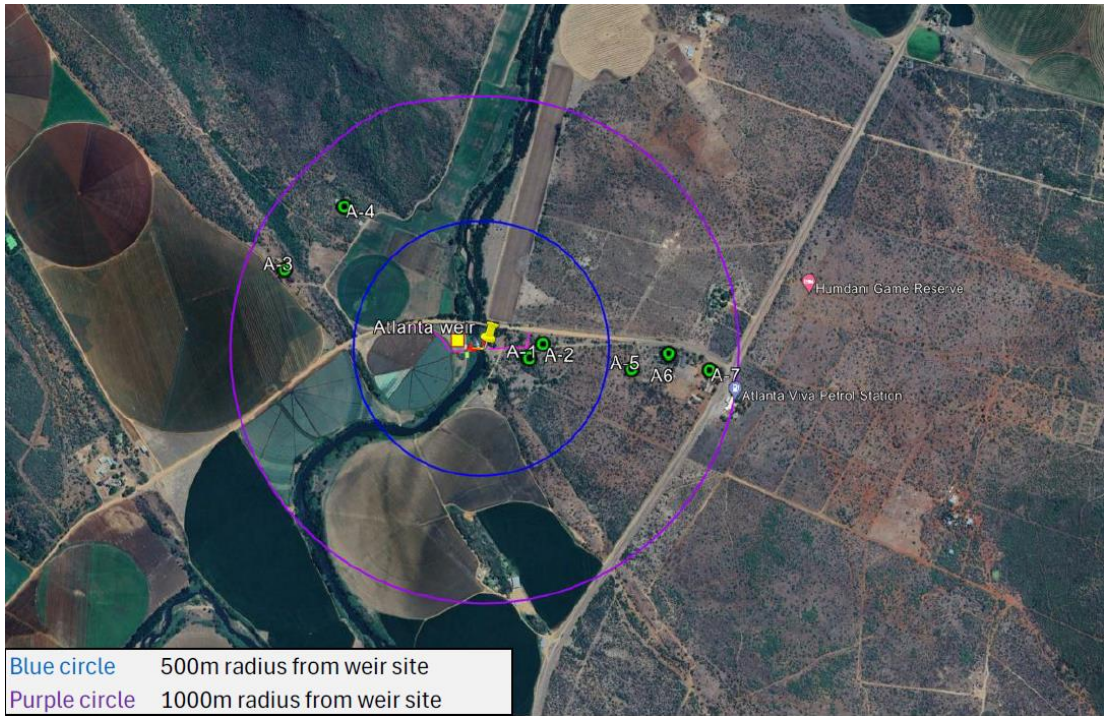 A-4
A-3
Humdani Game Reserve
Atlanta weir
A-1
A-2
A-5
A6
A-7
Atlanta Viva Petrol Station
Blue circle 500m radius from weir site
Purple circle 1000m radius from weir site